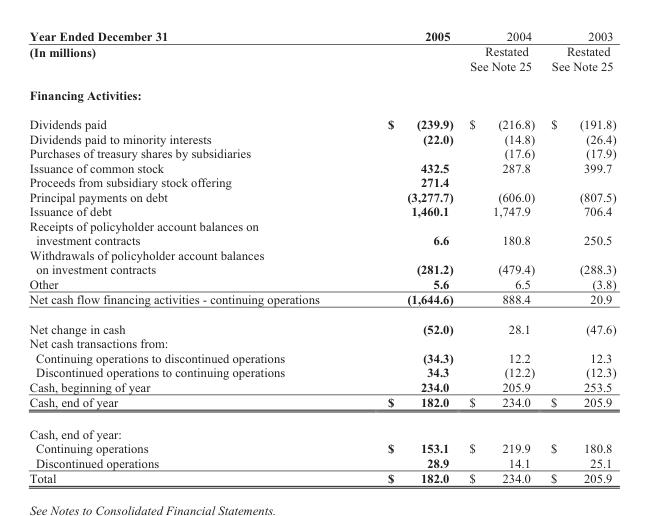 Year Ended December 31 2005 2004 2003
(In millions) Restated Restated
See Note 25 See Note 25
Financing Activities:
Dividends paid $ (239.9) $ (216.8) $ (191.8)
Dividends paid to minority interests (22.0) (14.8) (26.4)
Purchases of treasury shares by subsidiaries (17.6) (17.9)
Issuance of common stock 432.5 287.8 399.7
Proceeds from subsidiary stock offering 271.4
Principal payments on debt (3,277.7) (606.0) (807.5)
Issuance of debt 1,460.1 1,747.9 706.4
Receipts of policyholder account balances on
investment contracts 6.6 180.8 250.5
Withdrawals of policyholder account balances
on investment contracts (281.2) (479.4) (288.3)
Other 5.6 6.5 (3.8)
Net cash flow financing activities - continuing operations (1,644.6) 888.4 20.9
Net change in cash (52.0) 28.1 (47.6)
Net cash transactions from:
Continuing operations to discontinued operations (34.3) 12.2 12.3
Discontinued operations to continuing operations 34.3 (12.2) (12.3)
Cash, beginning of year 234.0 205.9 253.5
Cash, end of year $ 182.0 $ 234.0 $ 205.9
Cash, end of year:
Continuing operations $ 153.1 $ 219.9 $ 180.8
Discontinued operations 28.9 14.1 25.1
Total $ 182.0 $ 234.0 $ 205.9
See Notes to Consolidated Financial Statements.